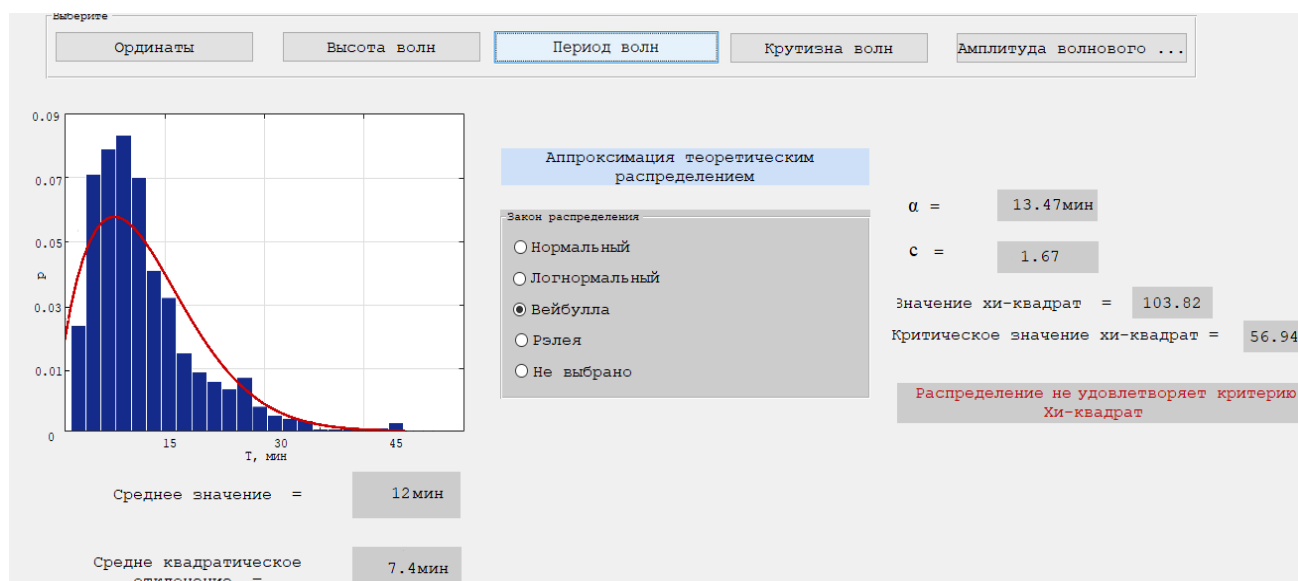 Выберите
Ординаты
Высота волн
Период волн
Крутизна волн
Амплитуда волнового ...
0.09
0.07
0.05
0.03
0.01
0
p
15
30
45
T, мин
Аппроксимация теоретическим
распределением
Закон распределения
Нормальный
Логнормальный
Вейбулла
Рэлея
Не выбрано
α =
13.47мин
c =
1.67
Значение хи-квадрат =
103.82
Критическое значение хи-квадрат =
56.94
Распределение не удовлетворяет критерию
Хи-квадрат
Среднее значение =
12мин
Средне квадратическое
отклонение =
7.4мин